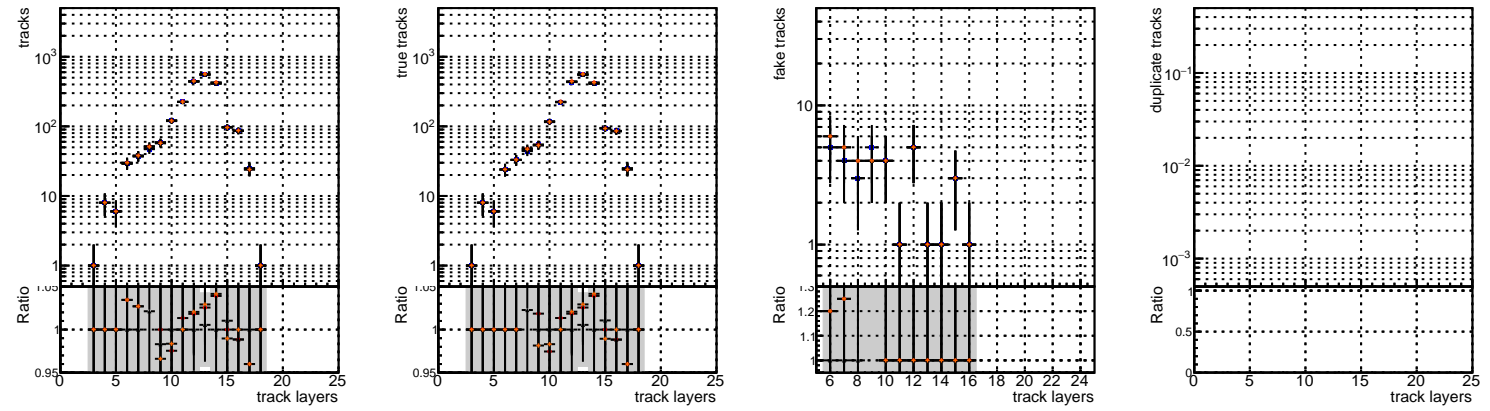 tracks
10³
10²
10
1
Ratio
1.05
1
0.95
0 5 10 15 20 25
track layers
true tracks
10³
10²
10
1
Ratio
1.05
1
0.95
0 5 10 15 20 25
track layers
fake tracks
10
1
Ratio
1.3
1.2
1.1
1
6 8 10 12 14 16 18 20 22 24
track layers
duplicate tracks
10⁻¹
10⁻²
10⁻³
Ratio
1
0.5
0
0 5 10 15 20 25
track layers